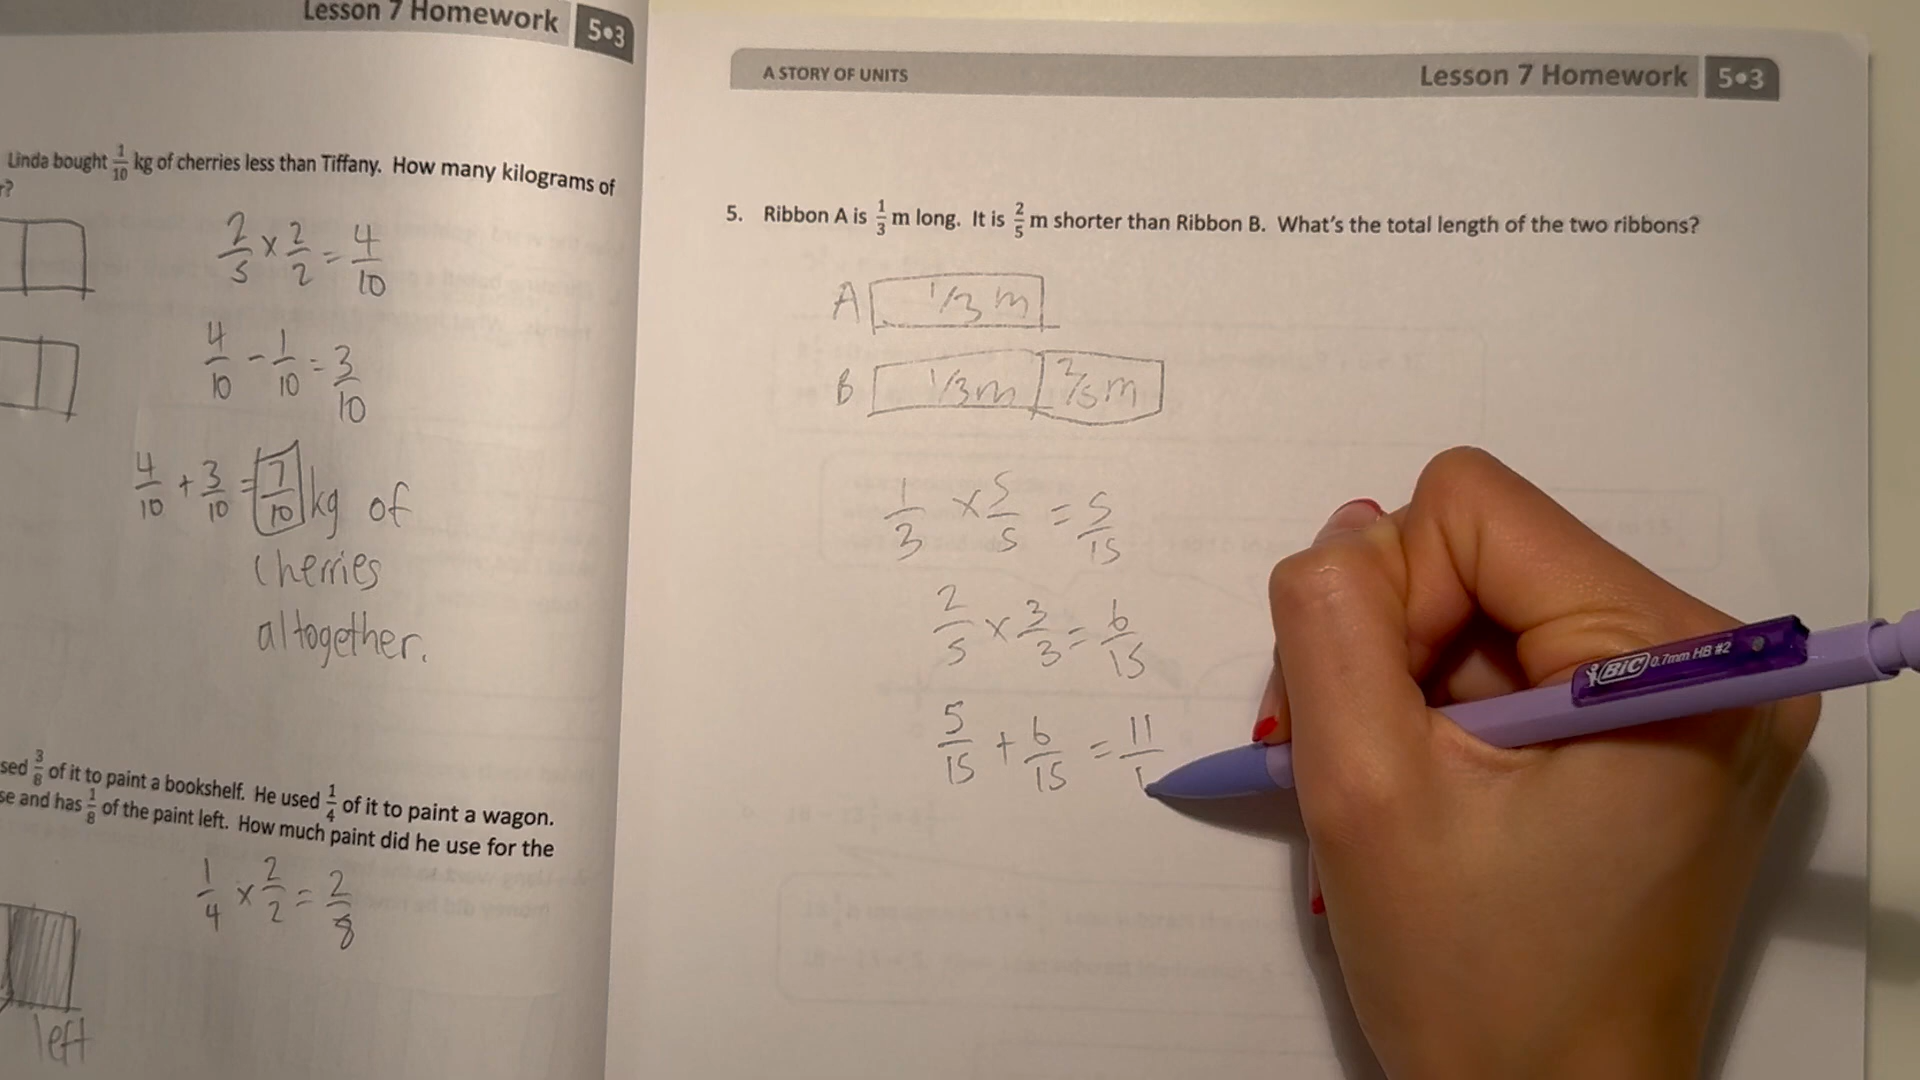 Lesson 7 Homework 5•3
Linda bought 1/10 kg of cherries less than Tiffany. How many kilograms of
r?
2/5 × 2/2 = 4/10
4/10 - 1/10 = 3/10
4/10 + 3/10 = 7/10 kg of
cherries
altogether.
sed 3/8 of it to paint a bookshelf. He used 1/4 of it to paint a wagon.
se and has 1/8 of the paint left. How much paint did he use for the
1/4 × 2/2 = 2/8
left
A STORY OF UNITS Lesson 7 Homework 5•3
5. Ribbon A is 1/3 m long. It is 2/5 m shorter than Ribbon B. What's the total length of the two ribbons?
A 1/3 m
B 1/3 m 2/5 m
1/3 × 5/5 = 5/15
2/5 × 3/3 = 6/15
5/15 + 6/15 = 11/1
BiC 0.7mm HB #2